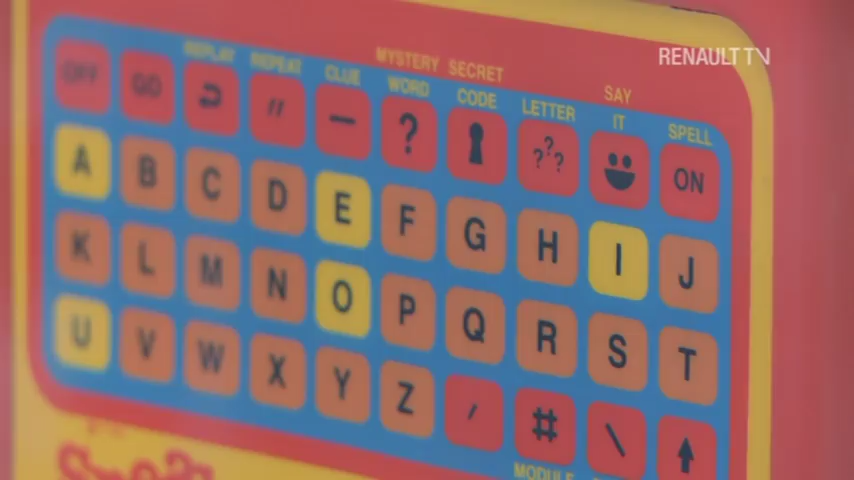 RENAULT TV
REPLAY REPEAT CLUE MYSTERY WORD SECRET CODE LETTER SAY IT SPELL
OFF GO ? ??? ON
A B C D E F G H I J
K L M N O P Q R S T
U V W X Y Z ' # \
MODULE